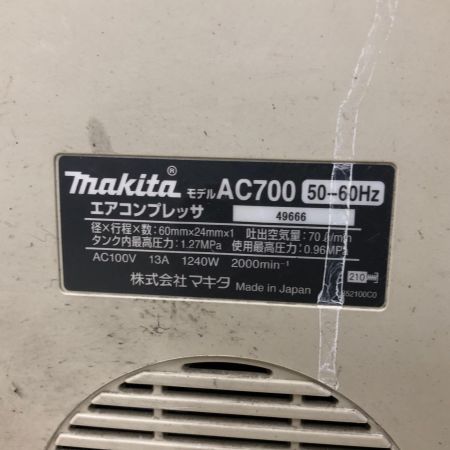 makita® モデル AC700 50-60Hz
エアコンプレッサ 49666
径×行程×数：60mm×24mm×1 吐出空気量：70ℓ/min
タンク内最高圧力：1.27MPa 使用最高圧力：0.96MPa
AC100V 13A 1240W 2000min⁻¹
210
株式会社 マキタ Made in Japan
852100C0